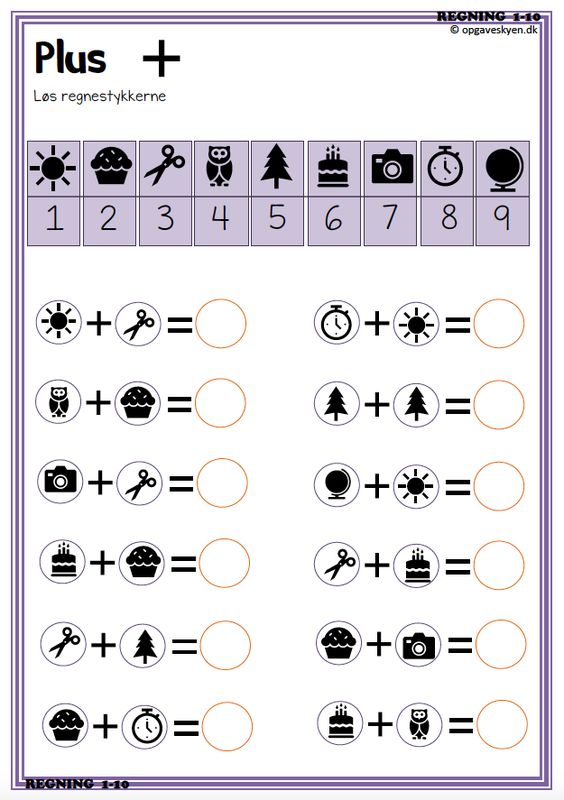 REGNING 1-10
© opgaveskyen.dk
Plus +
Løs regnestykkerne
1 2 3 4 5 6 7 8 9
+ = + =
+ = + =
+ = + =
+ = + =
+ = + =
+ = + =
REGNING 1-10